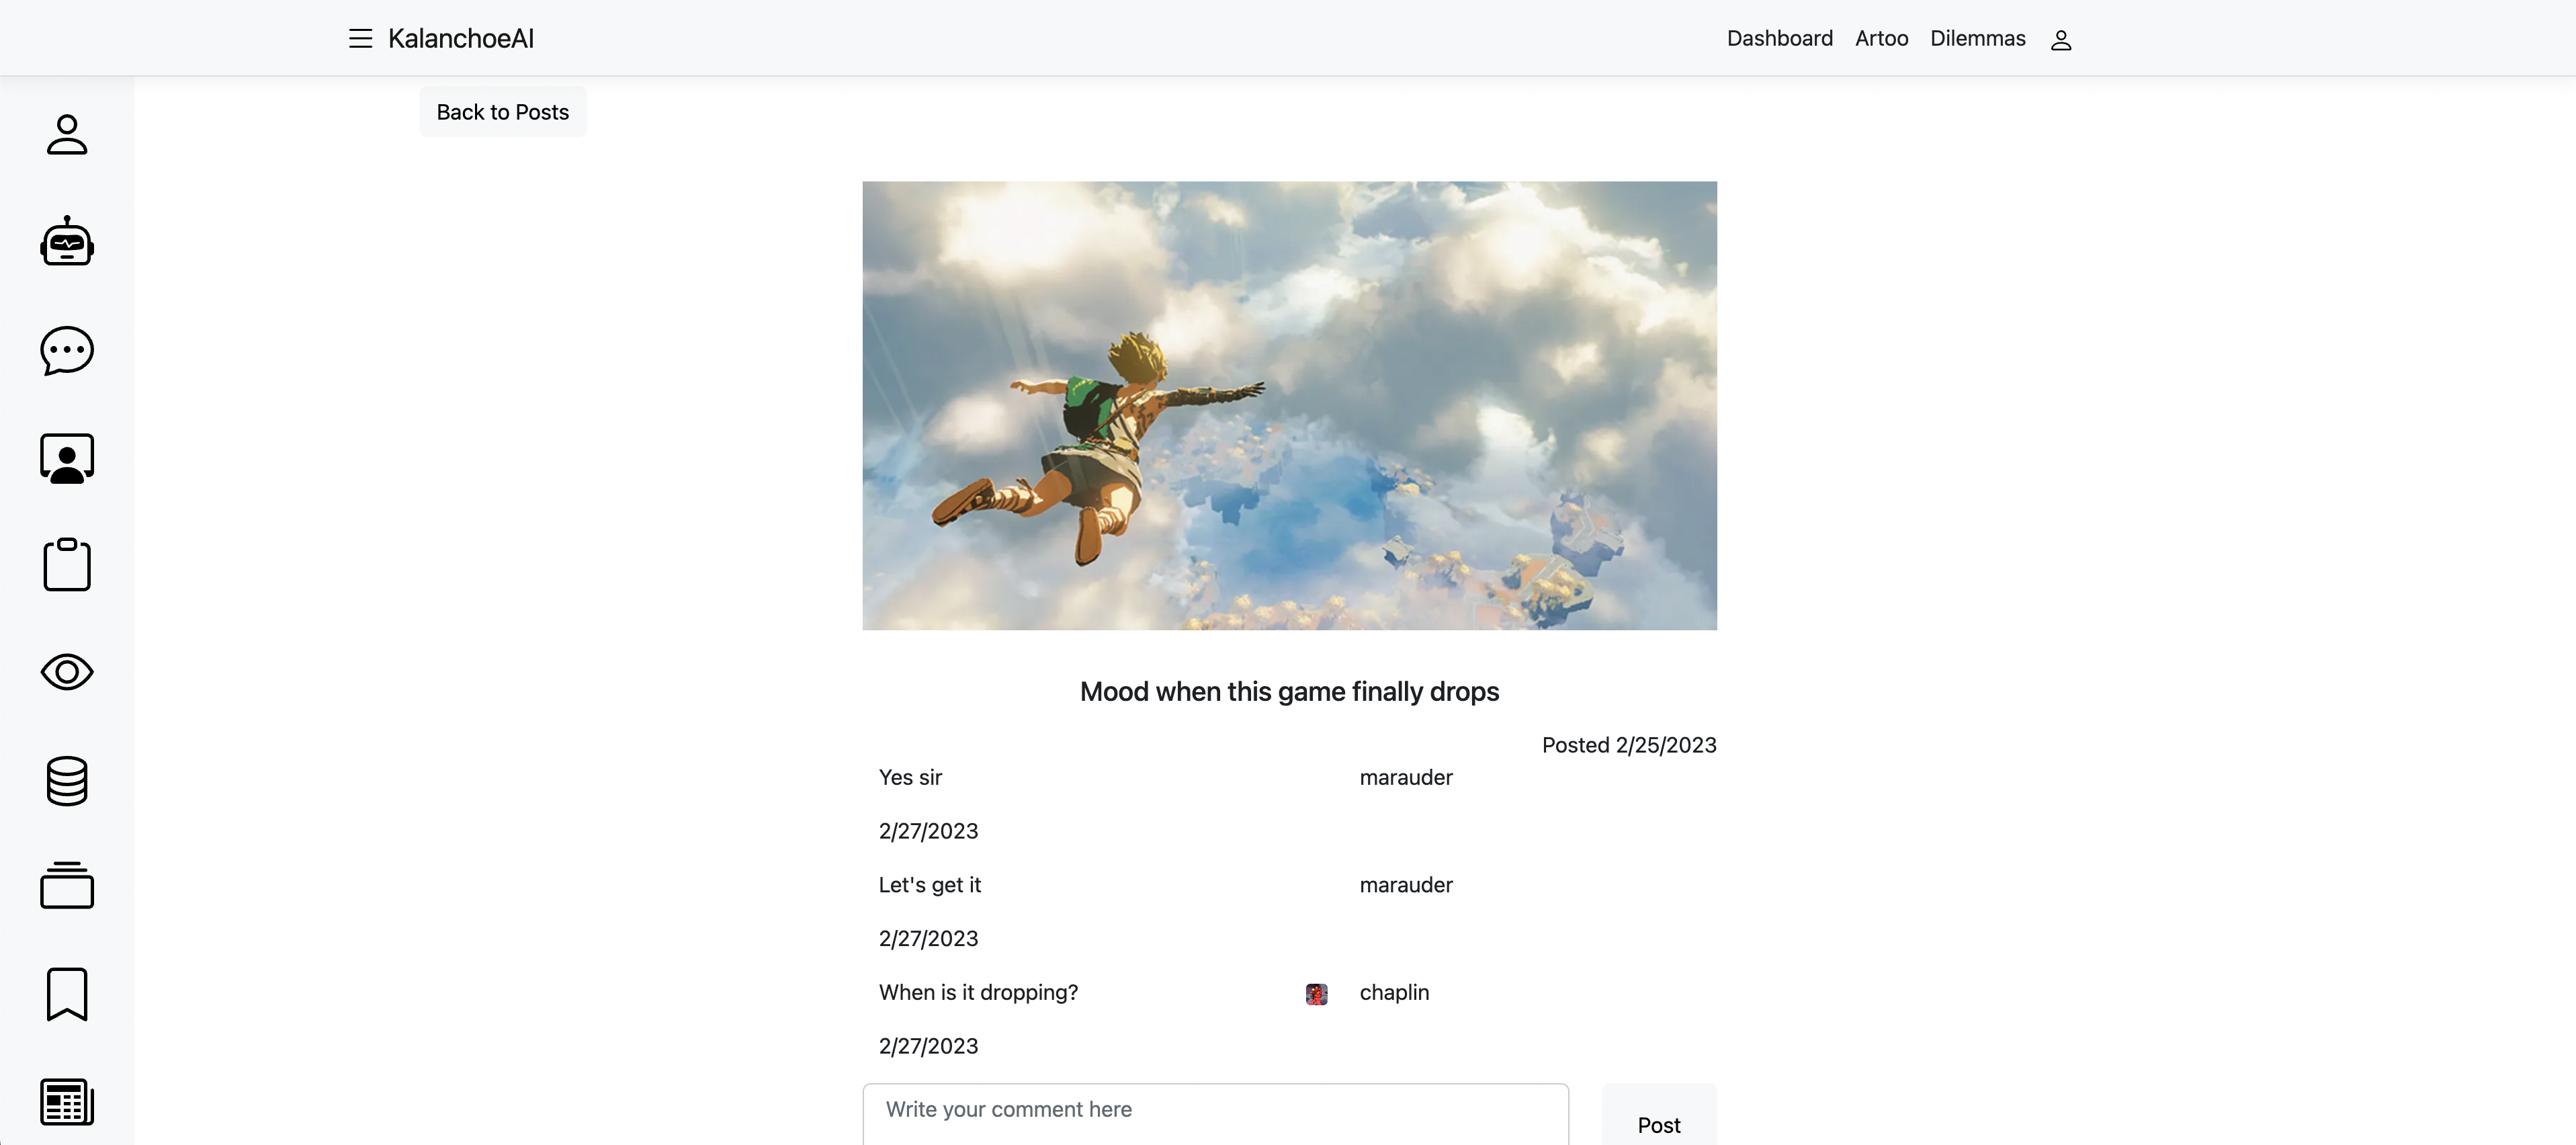 KalanchoeAI
Dashboard Artoo Dilemmas
Back to Posts
Mood when this game finally drops
Posted 2/25/2023
Yes sir marauder
2/27/2023
Let's get it marauder
2/27/2023
When is it dropping? chaplin
2/27/2023
Write your comment here
Post